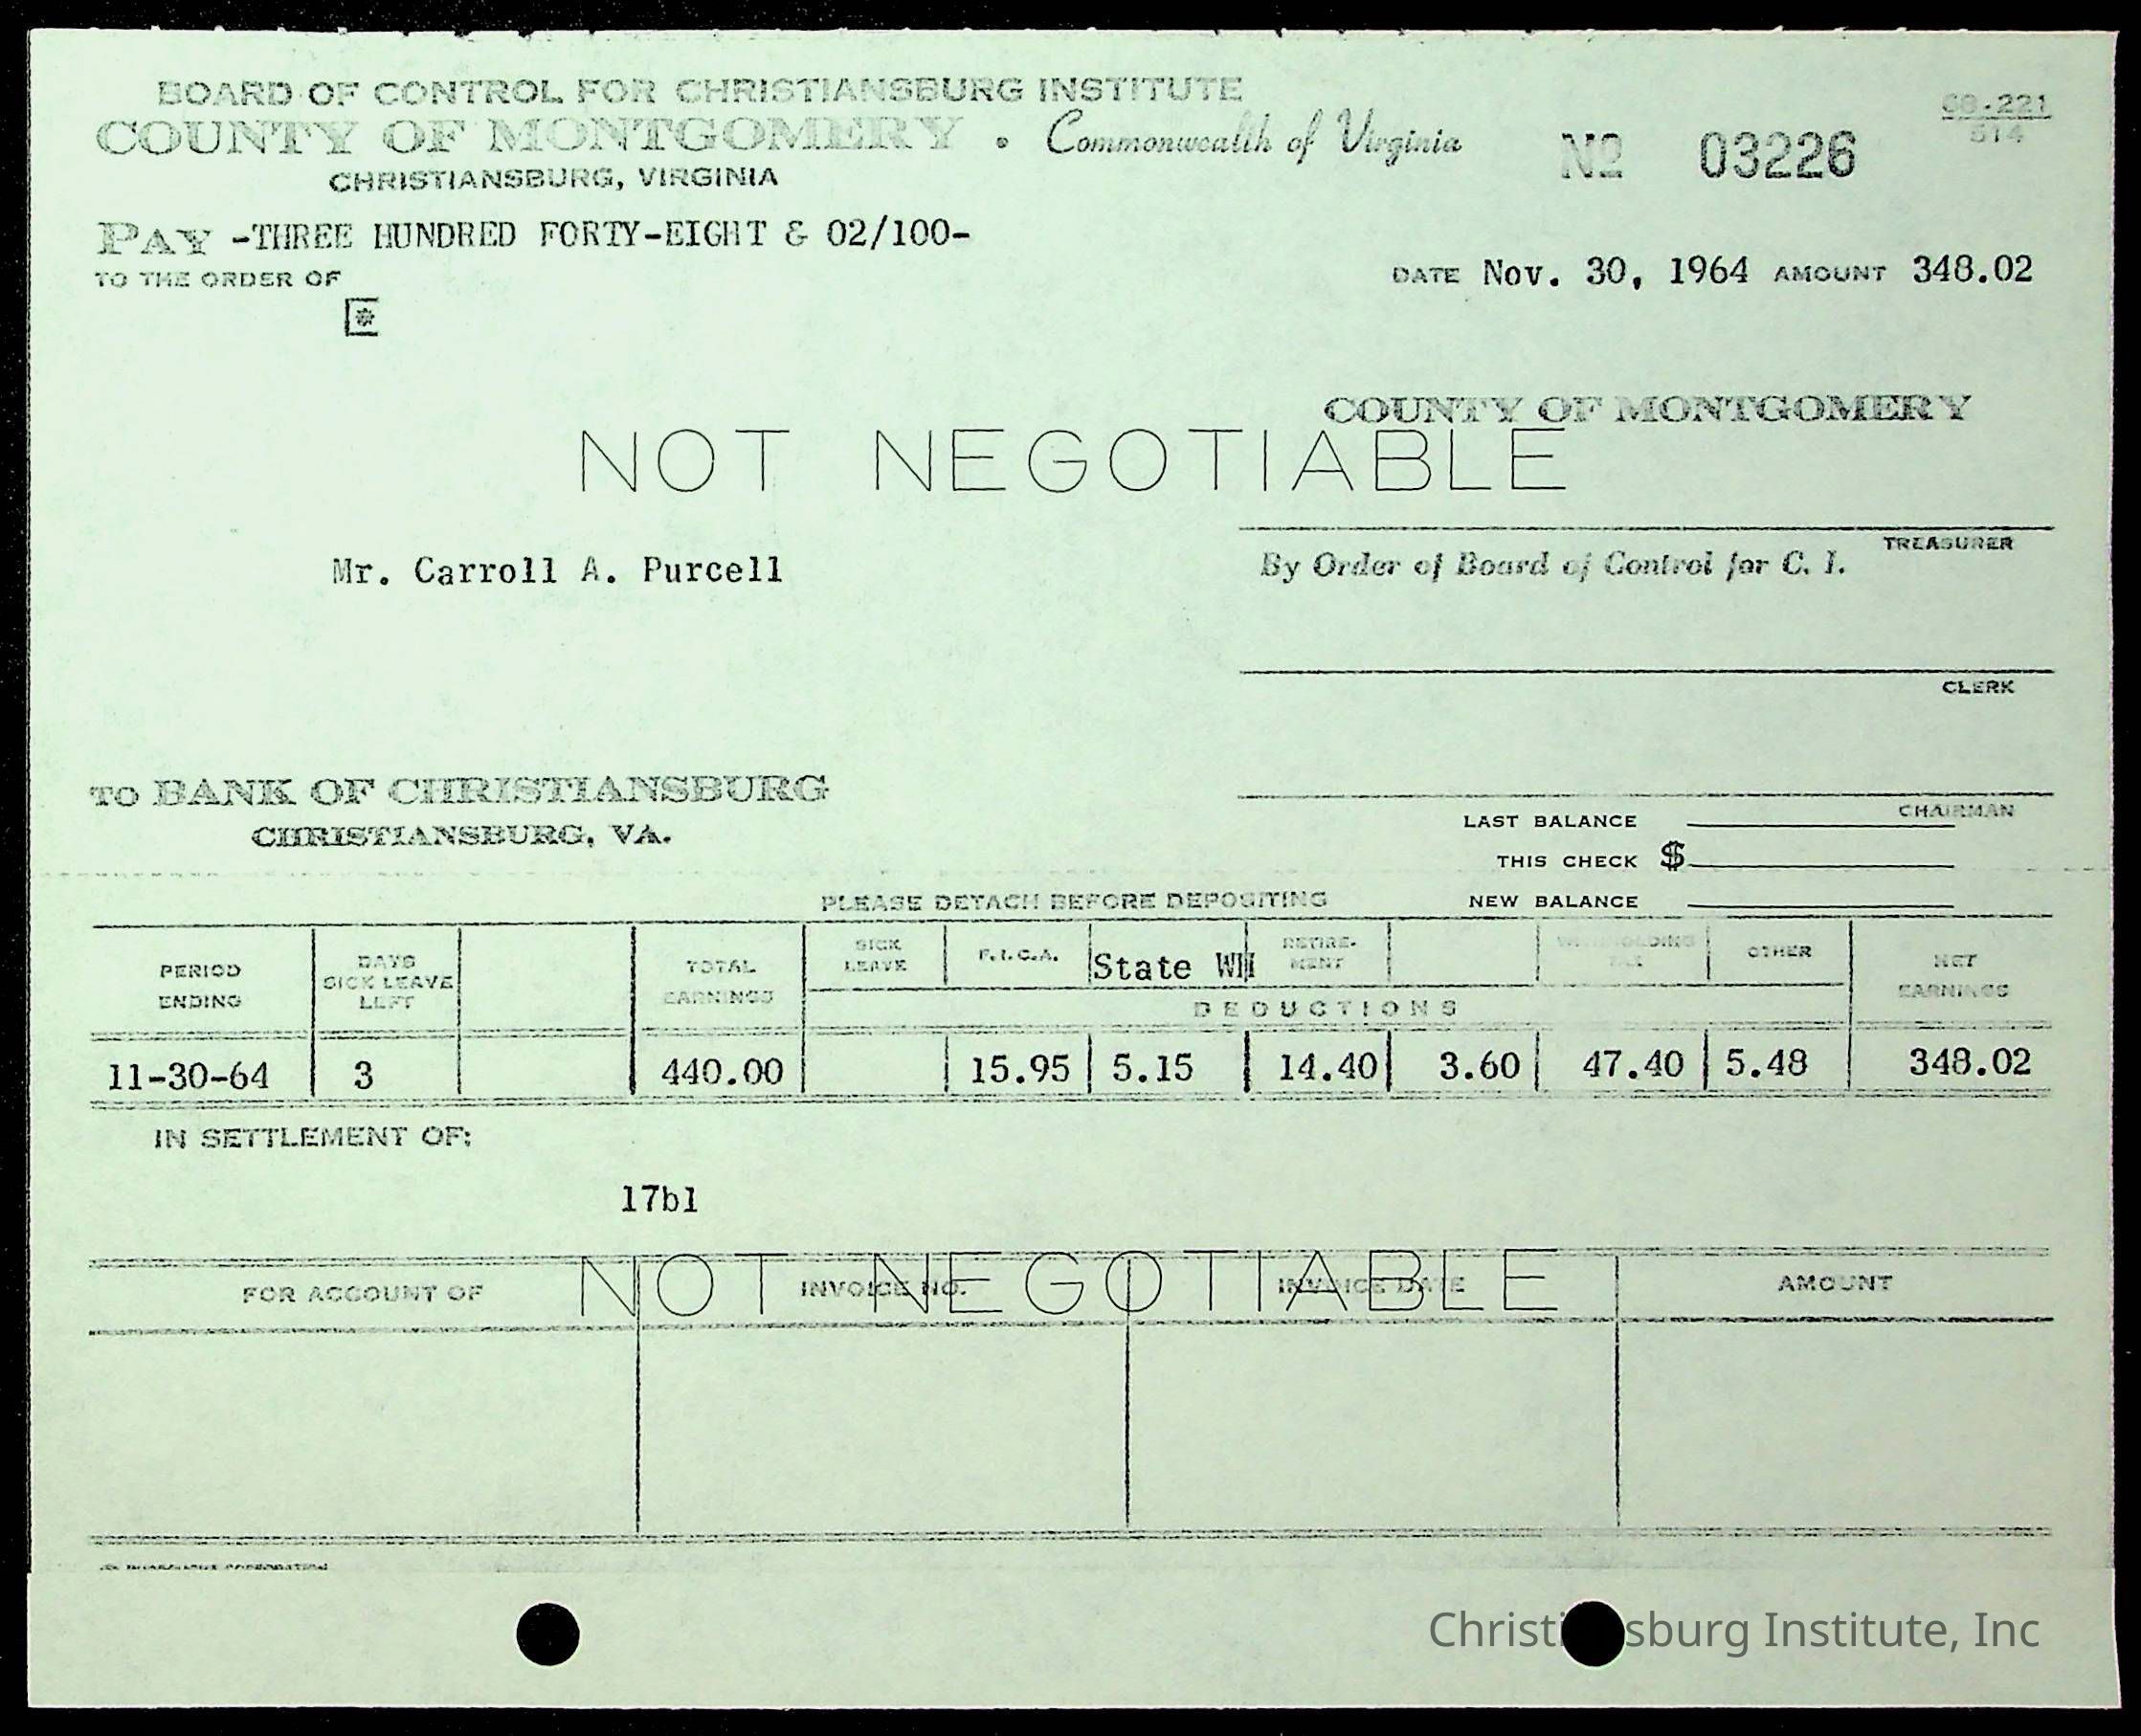 BOARD OF CONTROL FOR CHRISTIANSBURG INSTITUTE
COUNTY OF MONTGOMERY • Commonwealth of Virginia
CHRISTIANSBURG, VIRGINIA
No 03226
68-221
514
PAY -THREE HUNDRED FORTY-EIGHT & 02/100-
TO THE ORDER OF
DATE Nov. 30, 1964 AMOUNT 348.02
COUNTY OF MONTGOMERY
NOT NEGOTIABLE
TREASURER
Mr. Carroll A. Purcell
By Order of Board of Control for C. I.
CLERK
TO BANK OF CHRISTIANSBURG
CHRISTIANSBURG, VA.
CHAIRMAN
LAST BALANCE
THIS CHECK $
NEW BALANCE
PLEASE DETACH BEFORE DEPOSITING
PERIOD ENDING DAYS SICK LEAVE LEFT TOTAL EARNINGS SICK LEAVE F.I.C.A. State WH RETIRE- MENT WITHHOLDING TAX OTHER NET EARNINGS
DEDUCTIONS
11-30-64 3 440.00 15.95 5.15 14.40 3.60 47.40 5.48 348.02
IN SETTLEMENT OF:
17b1
NOT NEGOTIABLE
FOR ACCOUNT OF INVOICE NO. INVOICE DATE AMOUNT
Christi sburg Institute, Inc